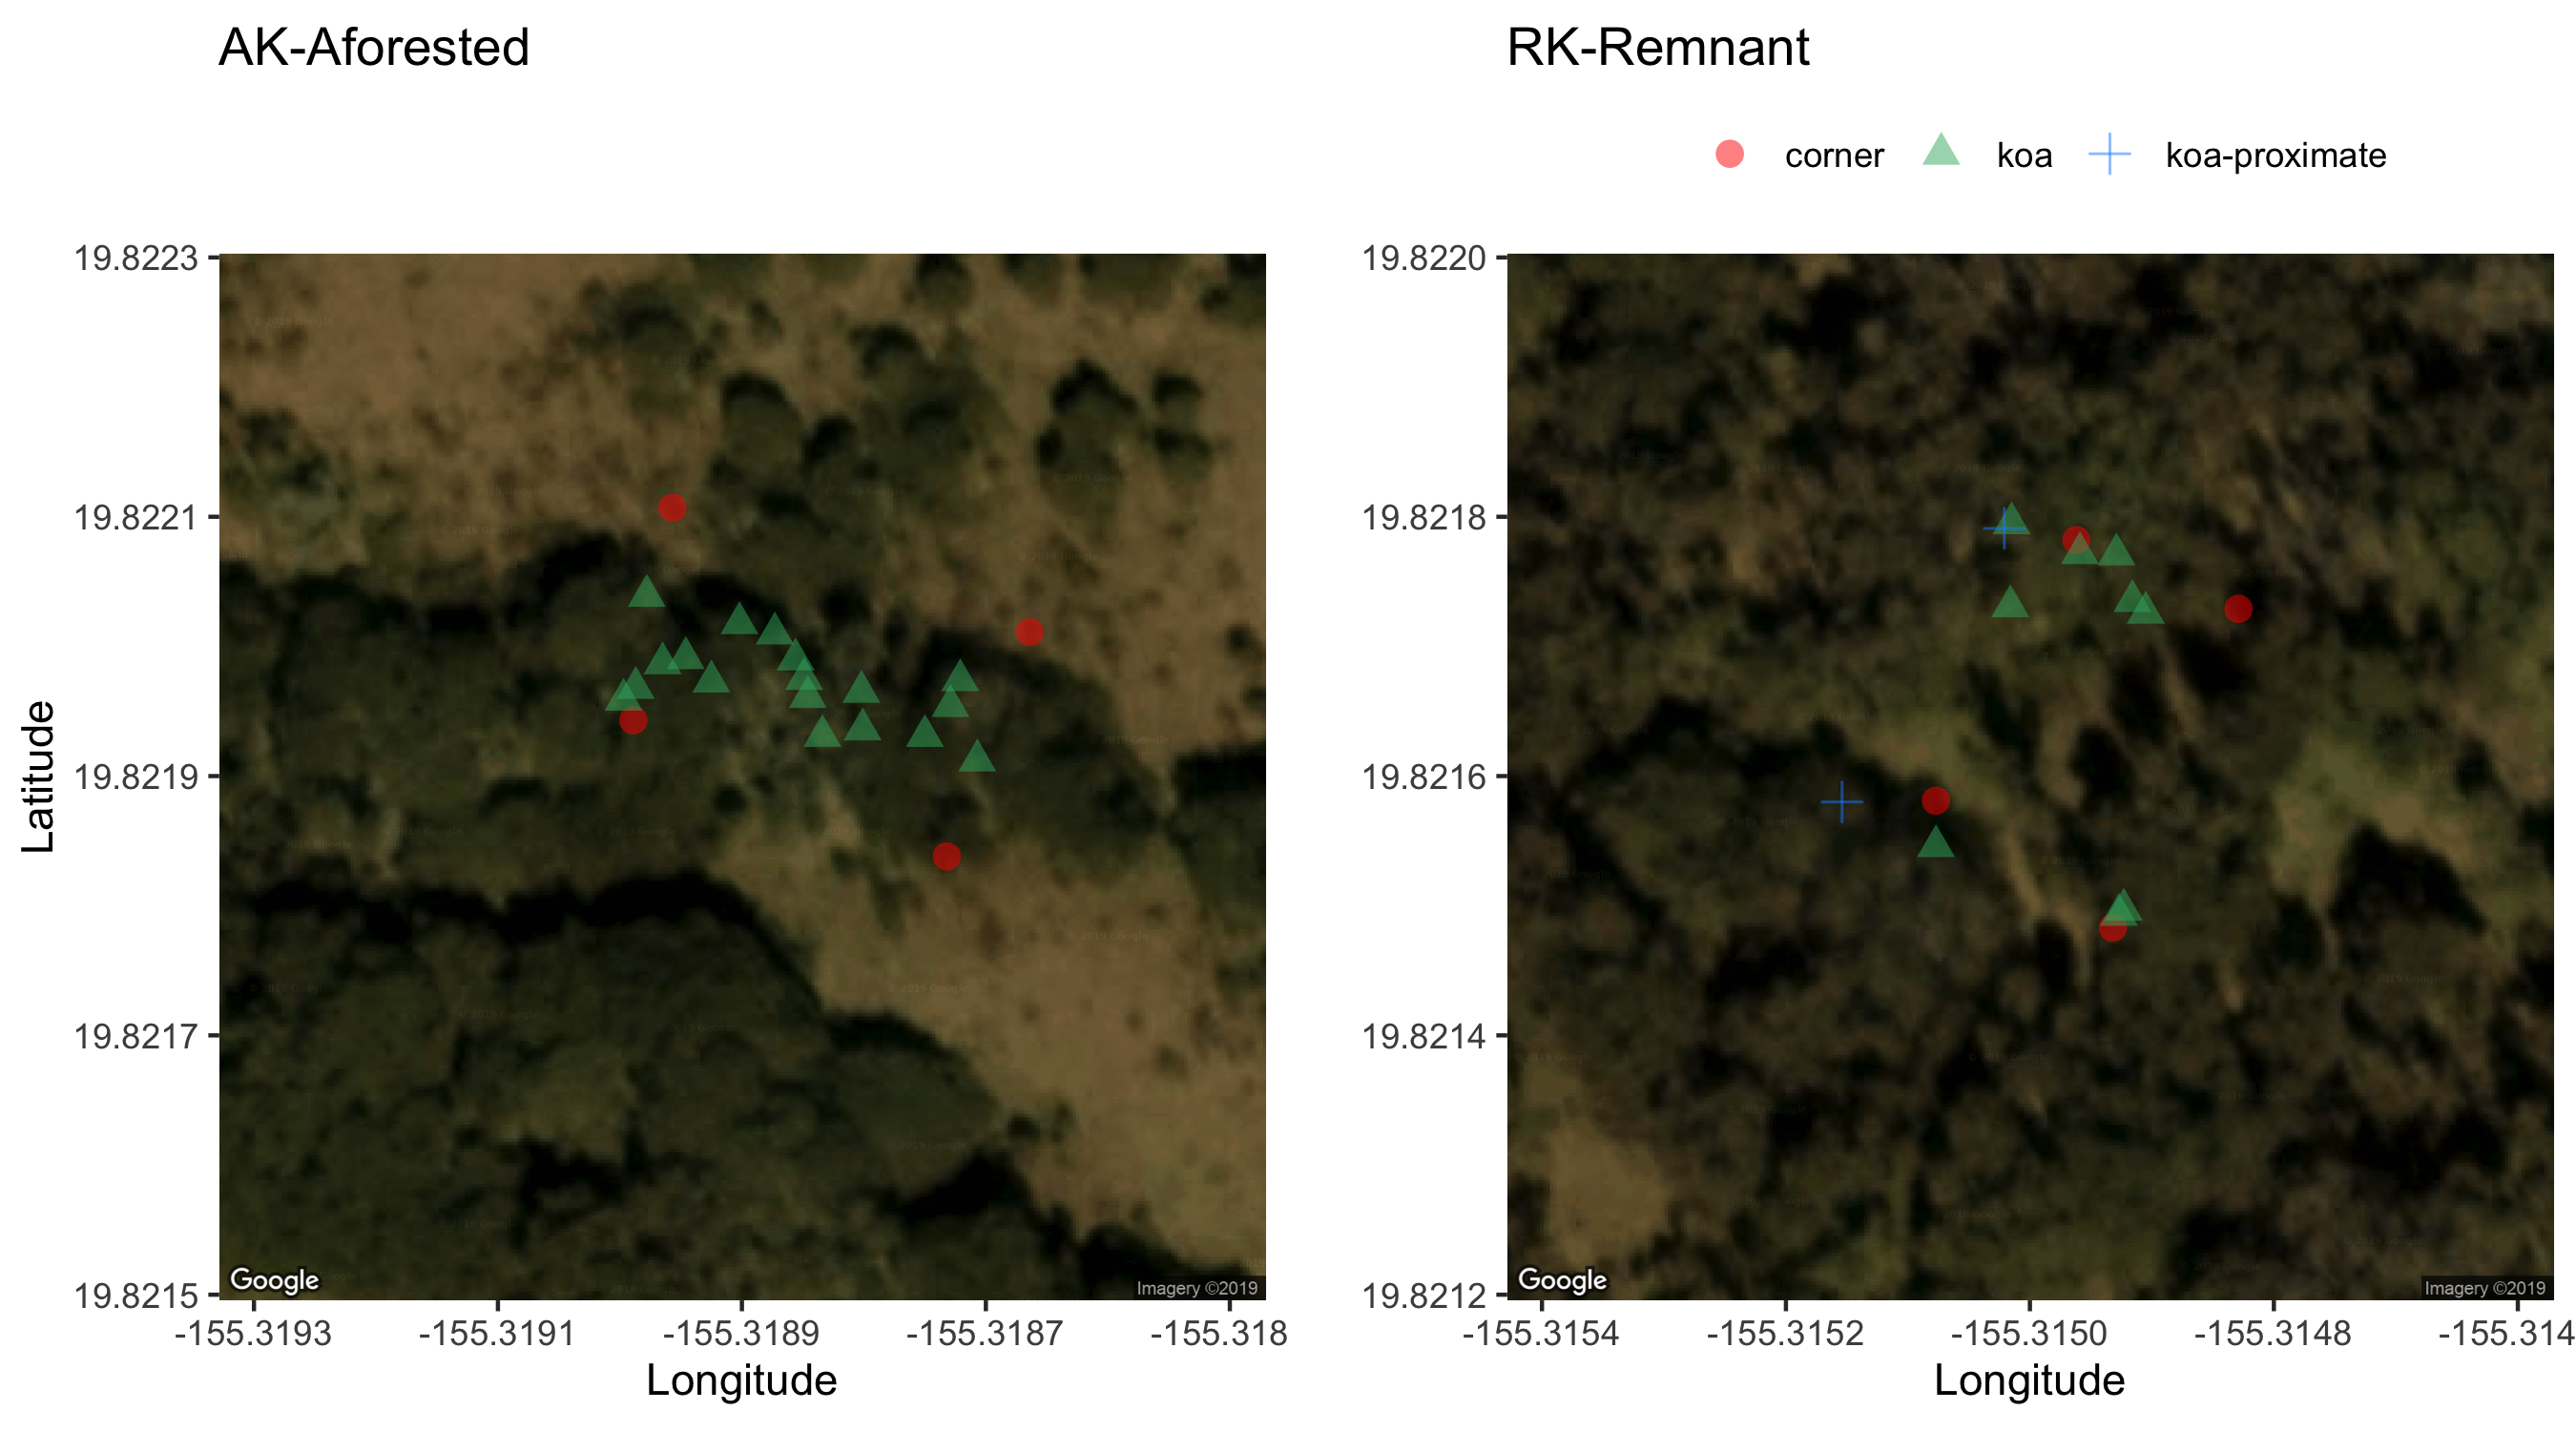 AK-Aforested
RK-Remnant
corner koa koa-proximate
19.8223
19.8221
19.8219
19.8217
19.8215
Latitude
Google
Imagery ©2019
-155.3193 -155.3191 -155.3189 -155.3187 -155.318
Longitude
19.8220
19.8218
19.8216
19.8214
19.8212
Google
Imagery ©2019
-155.3154 -155.3152 -155.3150 -155.3148 -155.314
Longitude